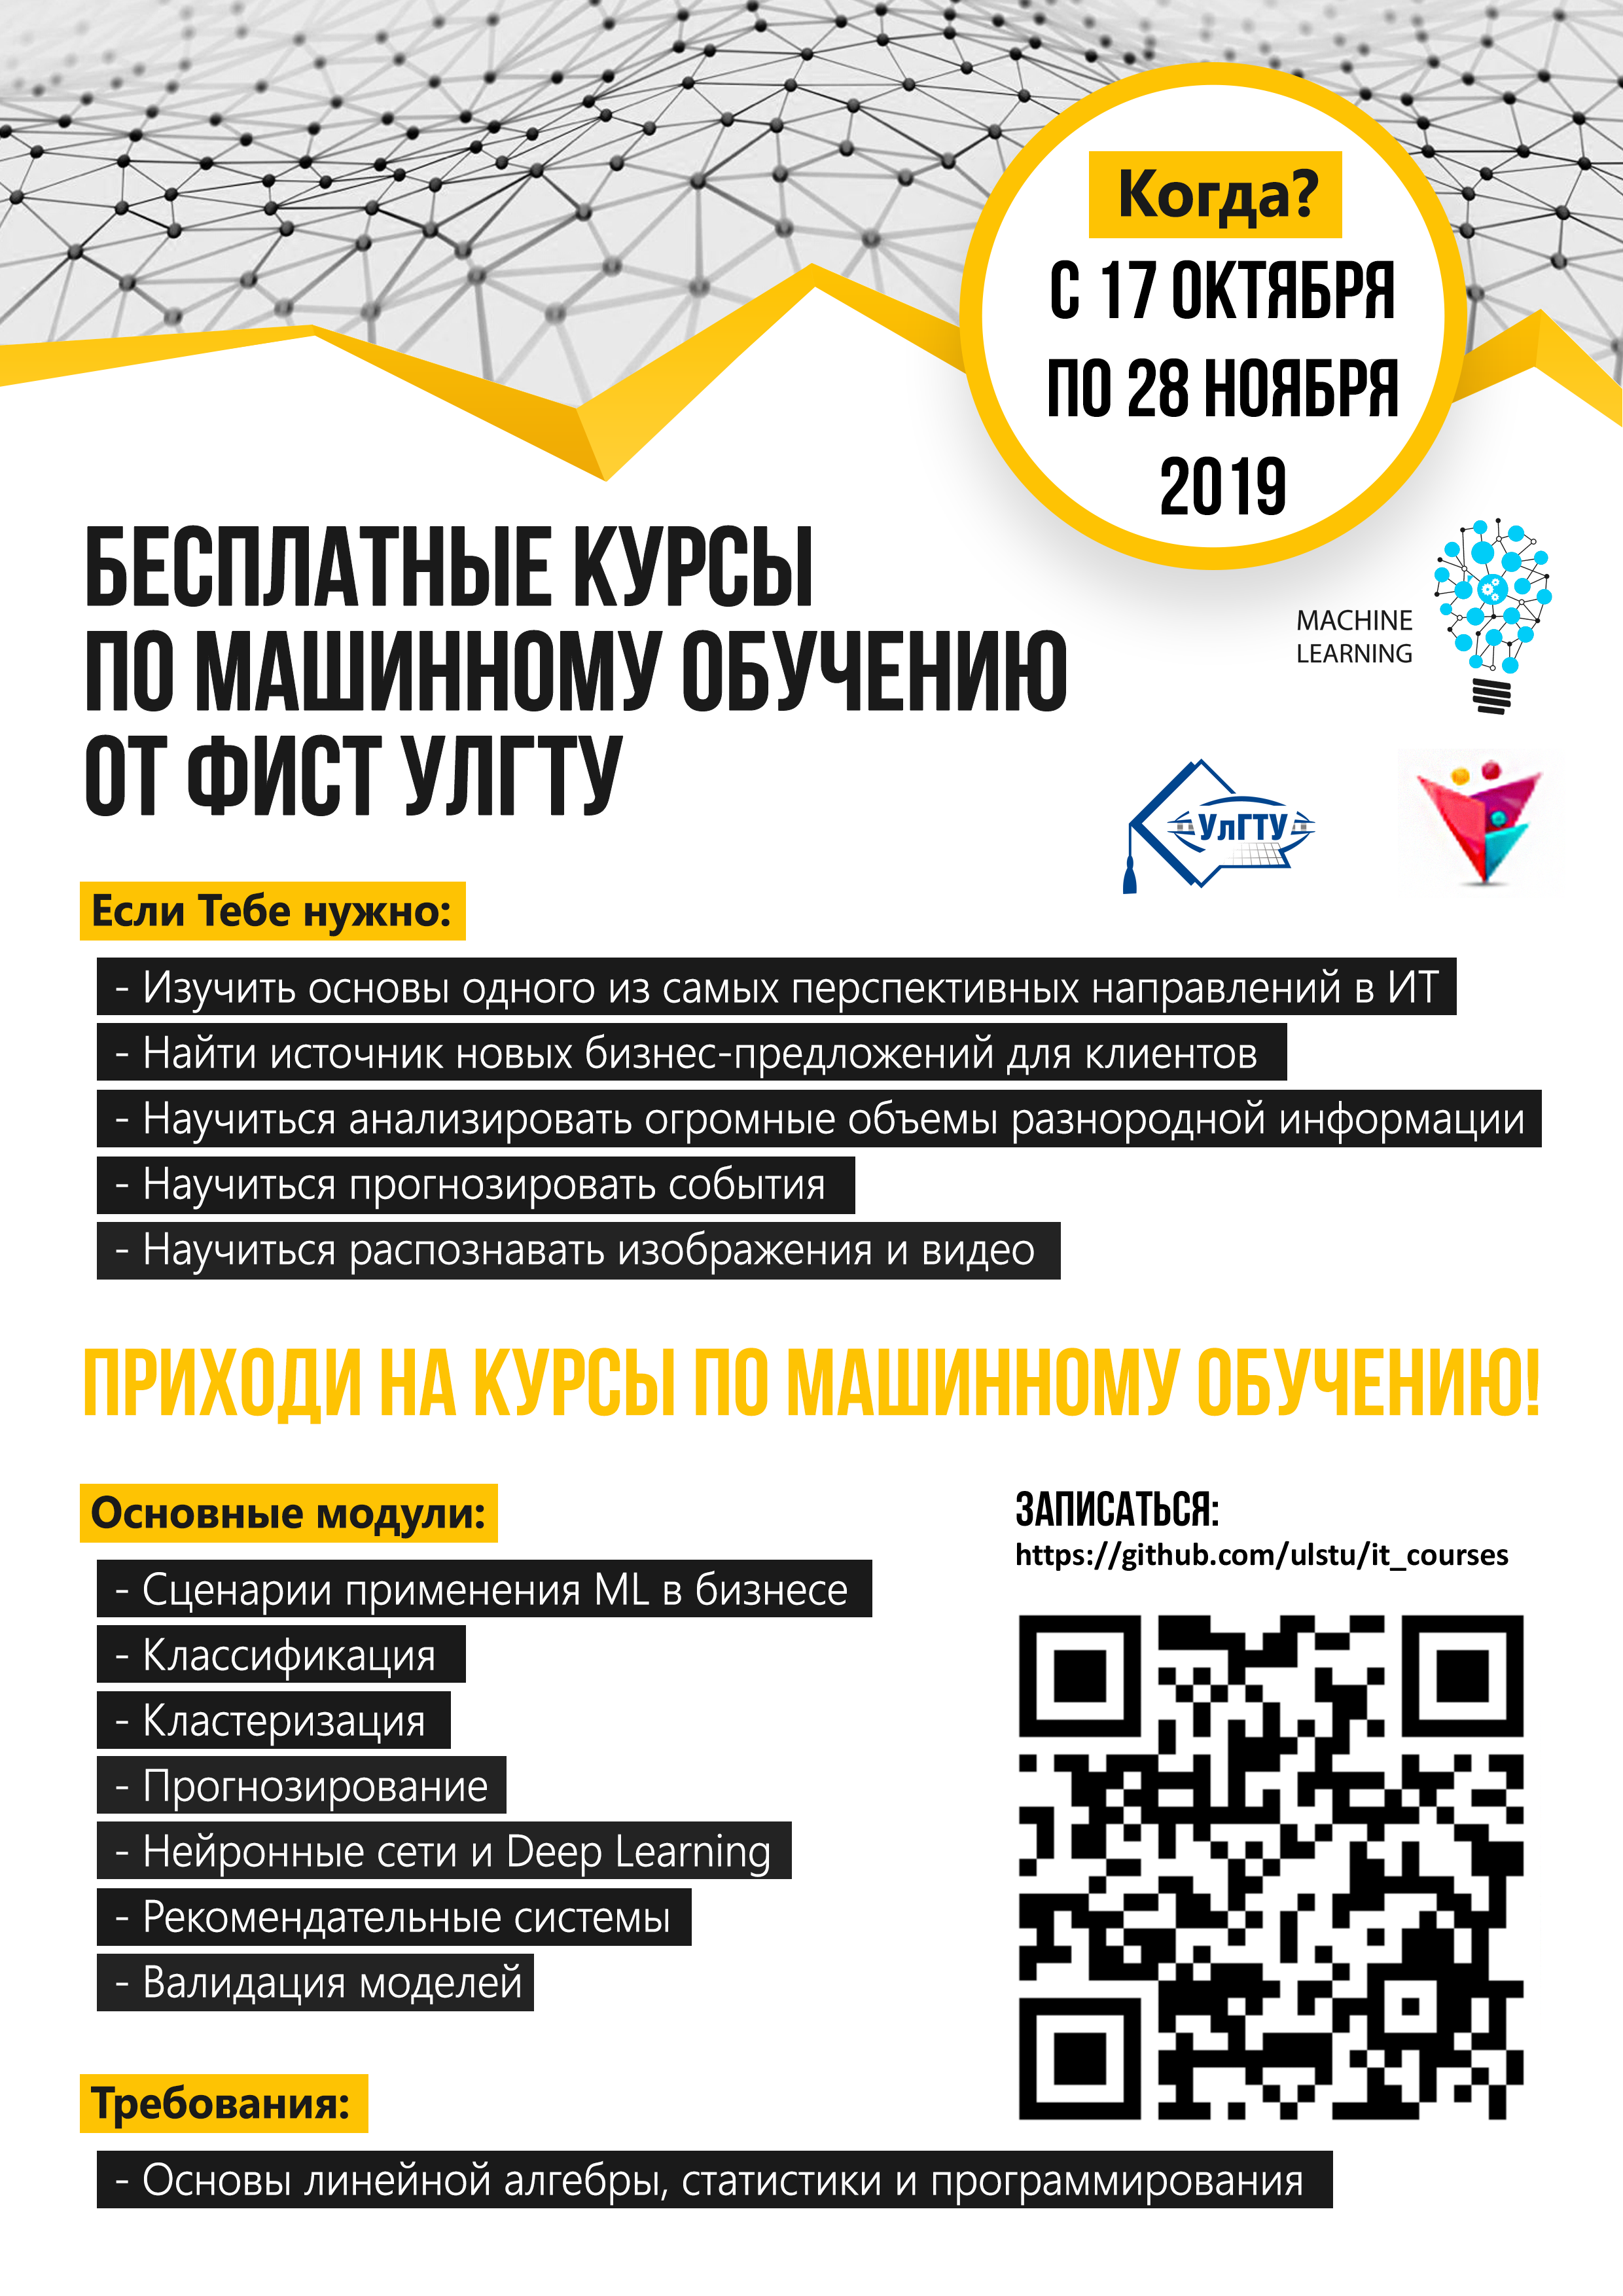 Когда?
С 17 ОКТЯБРЯ
ПО 28 НОЯБРЯ
2019
БЕСПЛАТНЫЕ КУРСЫ
ПО МАШИННОМУ ОБУЧЕНИЮ
ОТ ФИСТ УЛГТУ
MACHINE
LEARNING
УлГТУ
Если Тебе нужно:
- Изучить основы одного из самых перспективных направлений в ИТ
- Найти источник новых бизнес-предложений для клиентов
- Научиться анализировать огромные объемы разнородной информации
- Научиться прогнозировать события
- Научиться распознавать изображения и видео
ПРИХОДИ НА КУРСЫ ПО МАШИННОМУ ОБУЧЕНИЮ!
Основные модули:
- Сценарии применения ML в бизнесе
- Классификация
- Кластеризация
- Прогнозирование
- Нейронные сети и Deep Learning
- Рекомендательные системы
- Валидация моделей
ЗАПИСАТЬСЯ:
https://github.com/ulstu/it_courses
Требования:
- Основы линейной алгебры, статистики и программирования